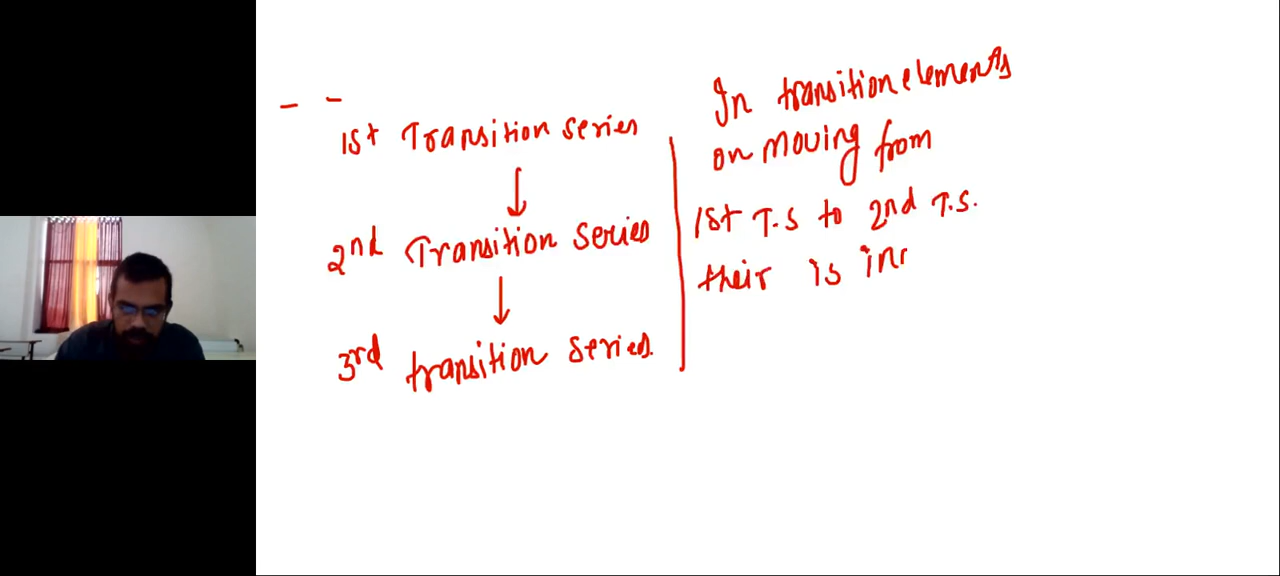 1st Transition series
2nd Transition series
3rd transition series.
In transition elements
on moving from
1st T.S to 2nd T.S.
their is inr